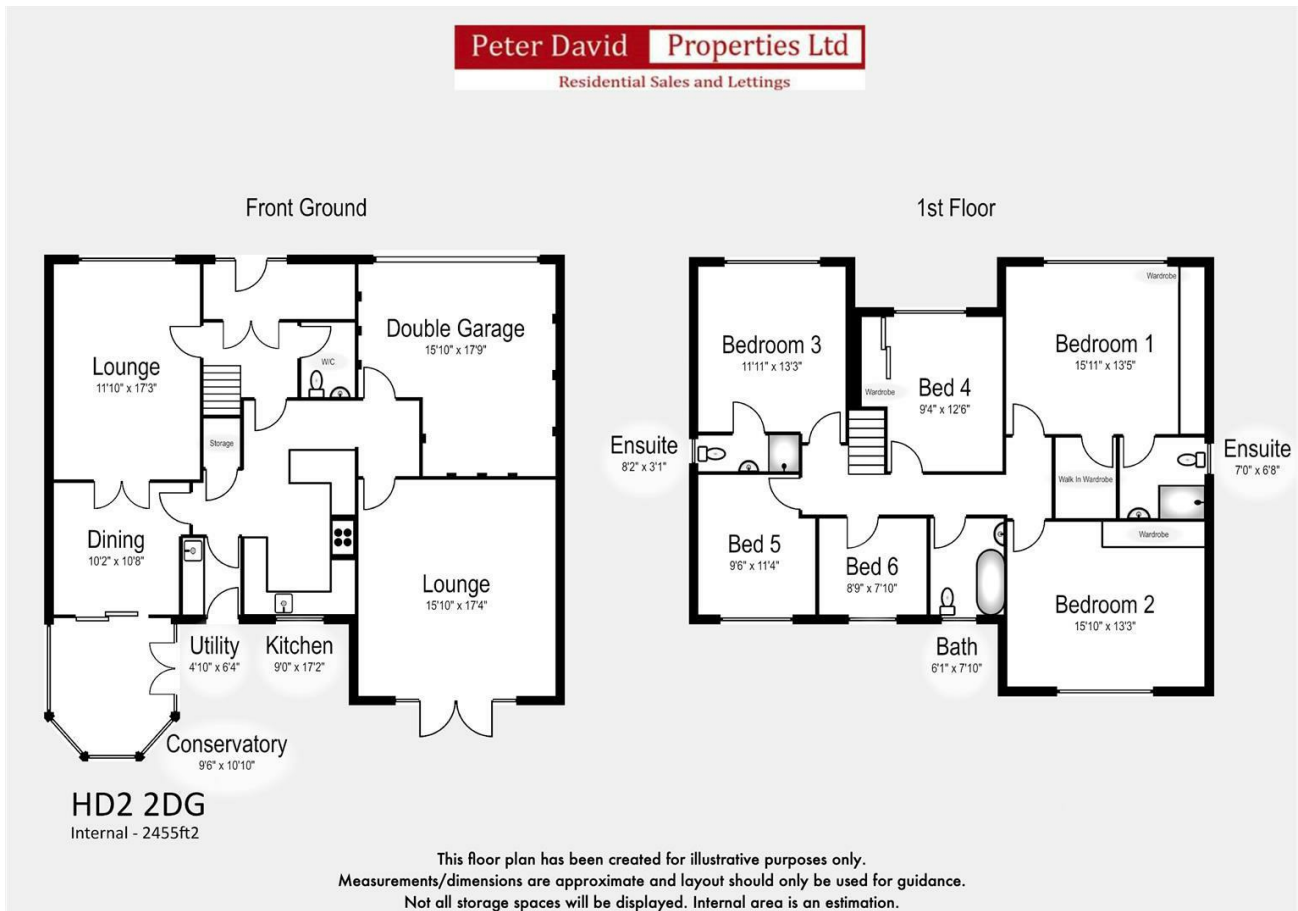 Peter David Properties Ltd
Residential Sales and Lettings
Front Ground
1st Floor
Lounge
11'10" x 17'3"
Double Garage
15'10" x 17'9"
W/C
Storage
Dining
10'2" x 10'8"
Lounge
15'10" x 17'4"
Utility
4'10" x 6'4"
Kitchen
9'0" x 17'2"
Conservatory
9'6" x 10'10"
Bedroom 3
11'11" x 13'3"
Wardrobe
Bed 4
9'4" x 12'6"
Wardrobe
Bedroom 1
15'11" x 13'5"
Ensuite
8'2" x 3'1"
Ensuite
7'0" x 6'8"
Walk In Wardrobe
Bed 5
9'6" x 11'4"
Bed 6
8'9" x 7'10"
Bath
6'1" x 7'10"
Wardrobe
Bedroom 2
15'10" x 13'3"
HD2 2DG
Internal - 2455ft2
This floor plan has been created for illustrative purposes only.
Measurements/dimensions are approximate and layout should only be used for guidance.
Not all storage spaces will be displayed. Internal area is an estimation.